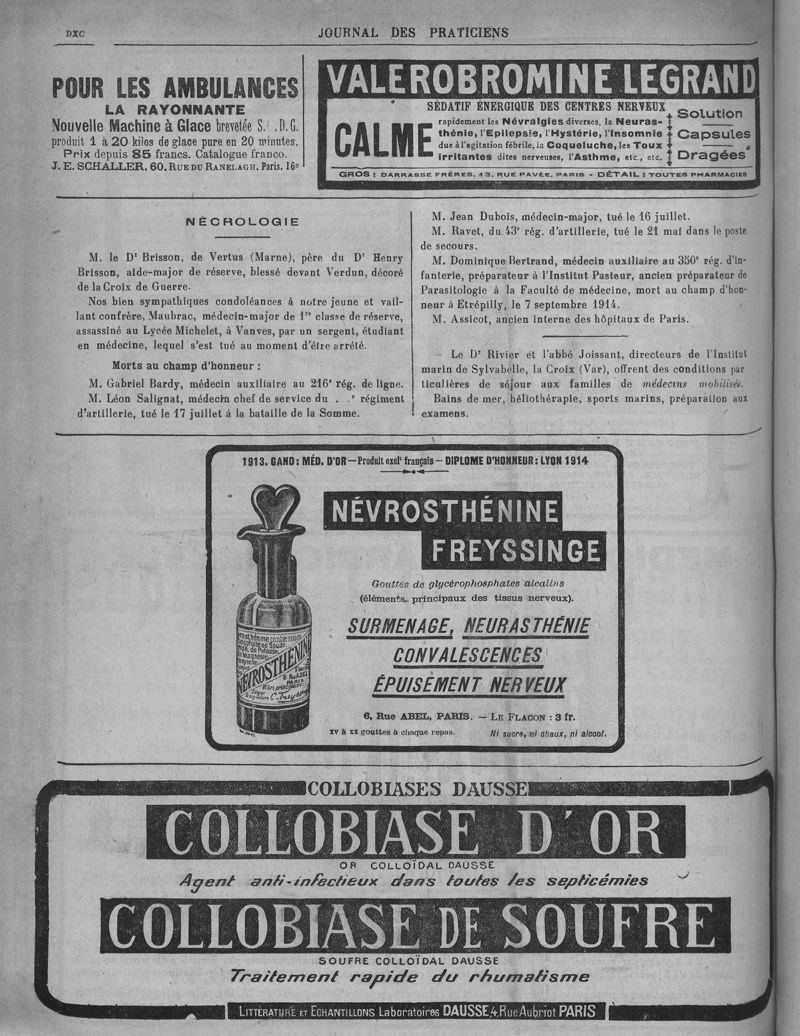 DXC
JOURNAL DES PRATICIENS
POUR LES AMBULANCES
LA RAYONNANTE
Nouvelle Machine à Glace brevetée S. .D.G.
produit 1 à 20 kilos de glace pure en 20 minutes.
Prix depuis 85 francs. Catalogue franco.
J. E. SCHALLER, 60, RUE DU RANELAGH, Paris. 16e
VALEROBROMINE LEGRAND
SÉDATIF ÉNERGIQUE DES CENTRES NERVEUX
CALME
rapidement les Névralgies diverses, la Neuras-
thénie, l'Epilepsie, l'Hystérie, l'Insomnie
due à l'agitation fébrile, la Coqueluche, les Toux
irritantes dites nerveuses, l'Asthme, etc., etc.
Solution
Capsules
Dragées
GROS : DARRASSE FRÈRES, 13, RUE PAVÉE, PARIS - DÉTAIL : TOUTES PHARMACIES
NÉCROLOGIE
M. le Dr Brisson, de Vertus (Marne), père du Dr Henry
Brisson, aide-major de réserve, blessé devant Verdun, décoré
de la Croix de Guerre.
Nos bien sympathiques condoléances à notre jeune et vail-
lant confrère, Maubrac, médecin-major de 1re classe de réserve,
assassiné au Lycée Michelet, à Vanves, par un sergent, étudiant
en médecine, lequel s'est tué au moment d'être arrêté.
Morts au champ d'honneur :
M. Gabriel Bardy, médecin auxiliaire au 216e rég. de ligne.
M. Léon Salignat, médecin chef de service du . .e régiment
d'artillerie, tué le 17 juillet à la bataille de la Somme.
M. Jean Dubois, médecin-major, tué le 16 juillet.
M. Ravet, du 43e rég. d'artillerie, tué le 21 mai dans le poste
de secours.
M. Dominique Bertrand, médecin auxiliaire au 350e rég. d'in-
fanterie, préparateur à l'Institut Pasteur, ancien préparateur de
Parasitologie à la Faculté de médecine, mort au champ d'hon-
neur à Etrépilly, le 7 septembre 1914.
M. Assicot, ancien interne des hôpitaux de Paris.
Le Dr Rivier et l'abbé Joissant, directeurs de l'Institut
marin de Sylvabelle, la Croix (Var), offrent des conditions par
ticulières de séjour aux familles de médecins mobilisés.
Bains de mer, héliothérapie, sports marins, préparation aux
examens.
1913. GAND : MÉD. D'OR — Produit exclt français — DIPLOME D'HONNEUR : LYON 1914
NÉVROSTHÉNINE
FREYSSINGE
Gouttes de glycérophosphates alcalins
(éléments principaux des tissus nerveux).
SURMENAGE, NEURASTHÉNIE
CONVALESCENCES
ÉPUISEMENT NERVEUX
6, Rue ABEL, PARIS. — LE FLACON : 3 fr.
XV à XX gouttes à chaque repas.
Ni sucre, ni chaux, ni alcool.
NÉVROSTHÉNINE
COLLOBIASES DAUSSE
COLLOBIASE D'OR
OR COLLOÏDAL DAUSSE
Agent anti-infectieux dans toutes les septicémies
COLLOBIASE DE SOUFRE
SOUFRE COLLOÏDAL DAUSSE
Traitement rapide du rhumatisme
LITTÉRATURE ET ECHANTILLONS Laboratoires DAUSSE, 4, Rue Aubriot PARIS